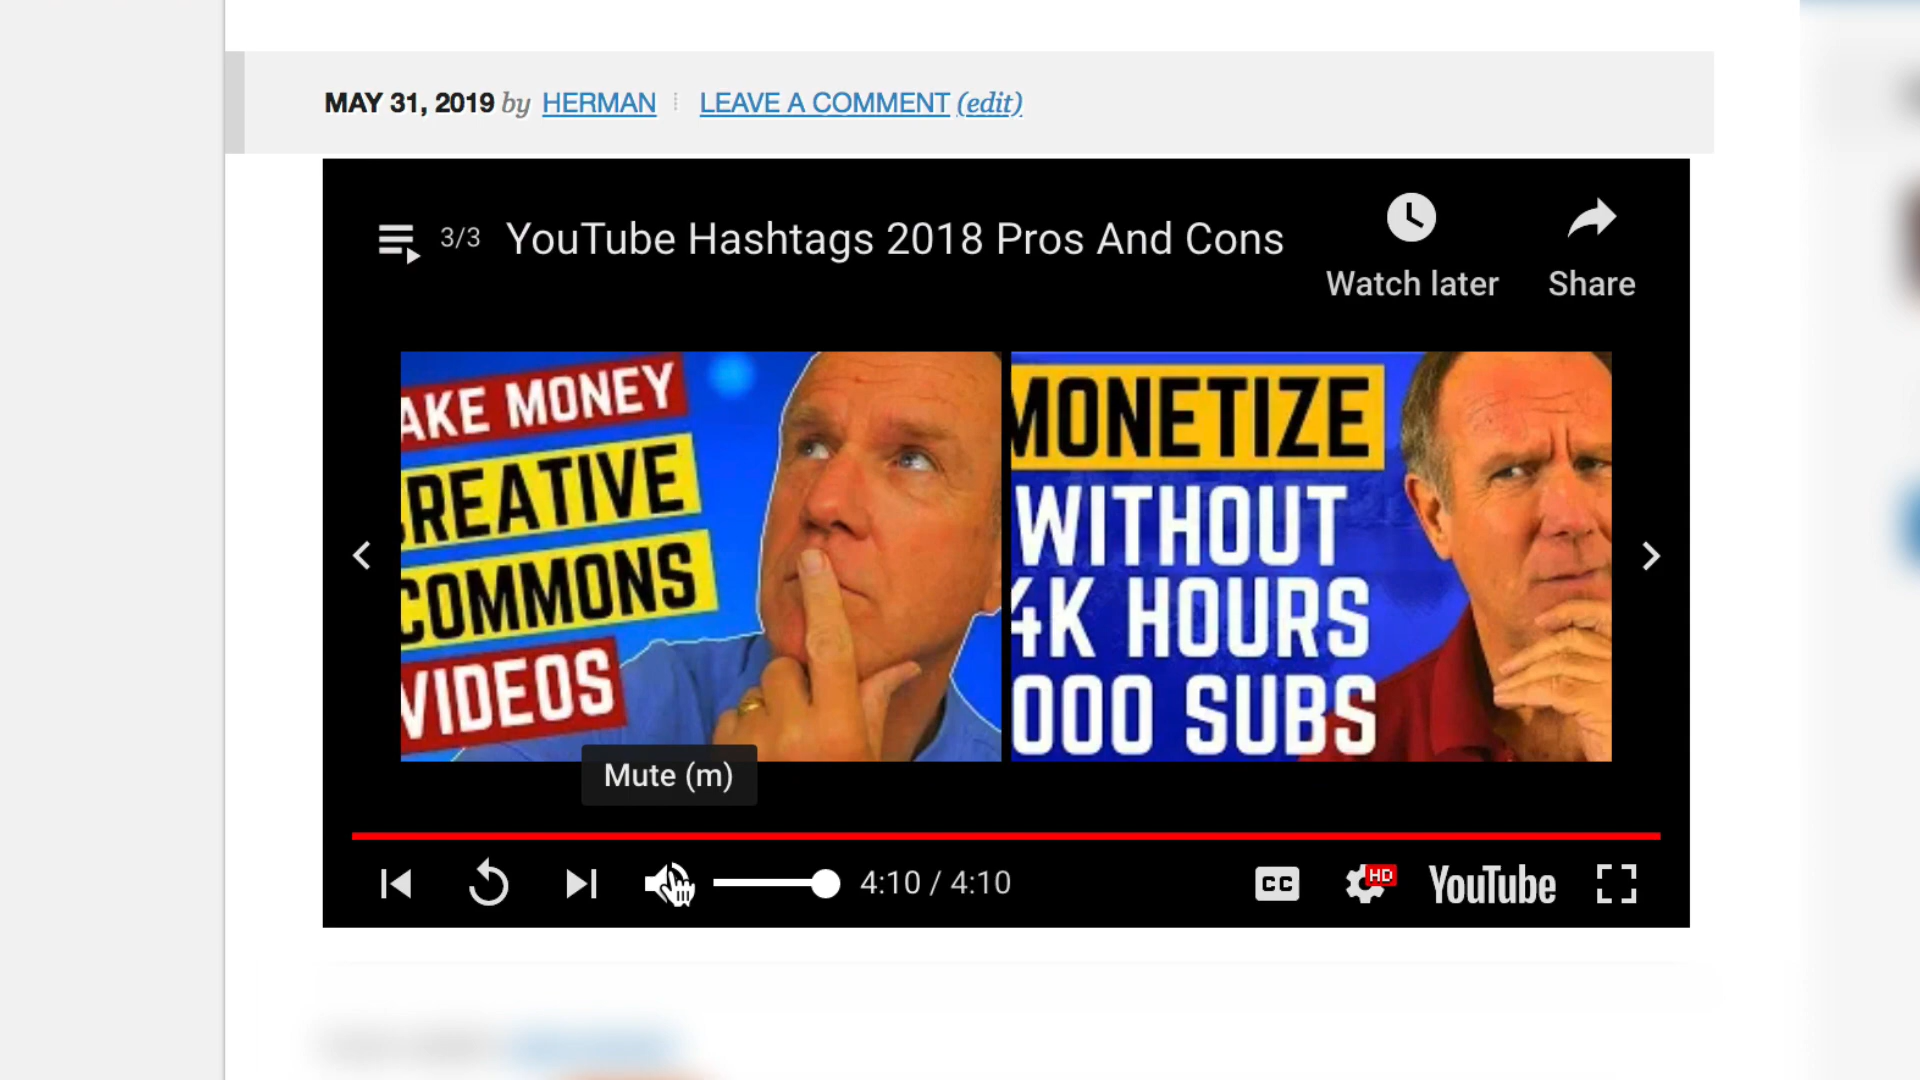 MAY 31, 2019 by HERMAN LEAVE A COMMENT (edit)
3/3 YouTube Hashtags 2018 Pros And Cons
Watch later Share
AKE MONEY
REATIVE
COMMONS
VIDEOS
MONETIZE
WITHOUT
4K HOURS
000 SUBS
Mute (m)
4:10 / 4:10 CC HD YouTube